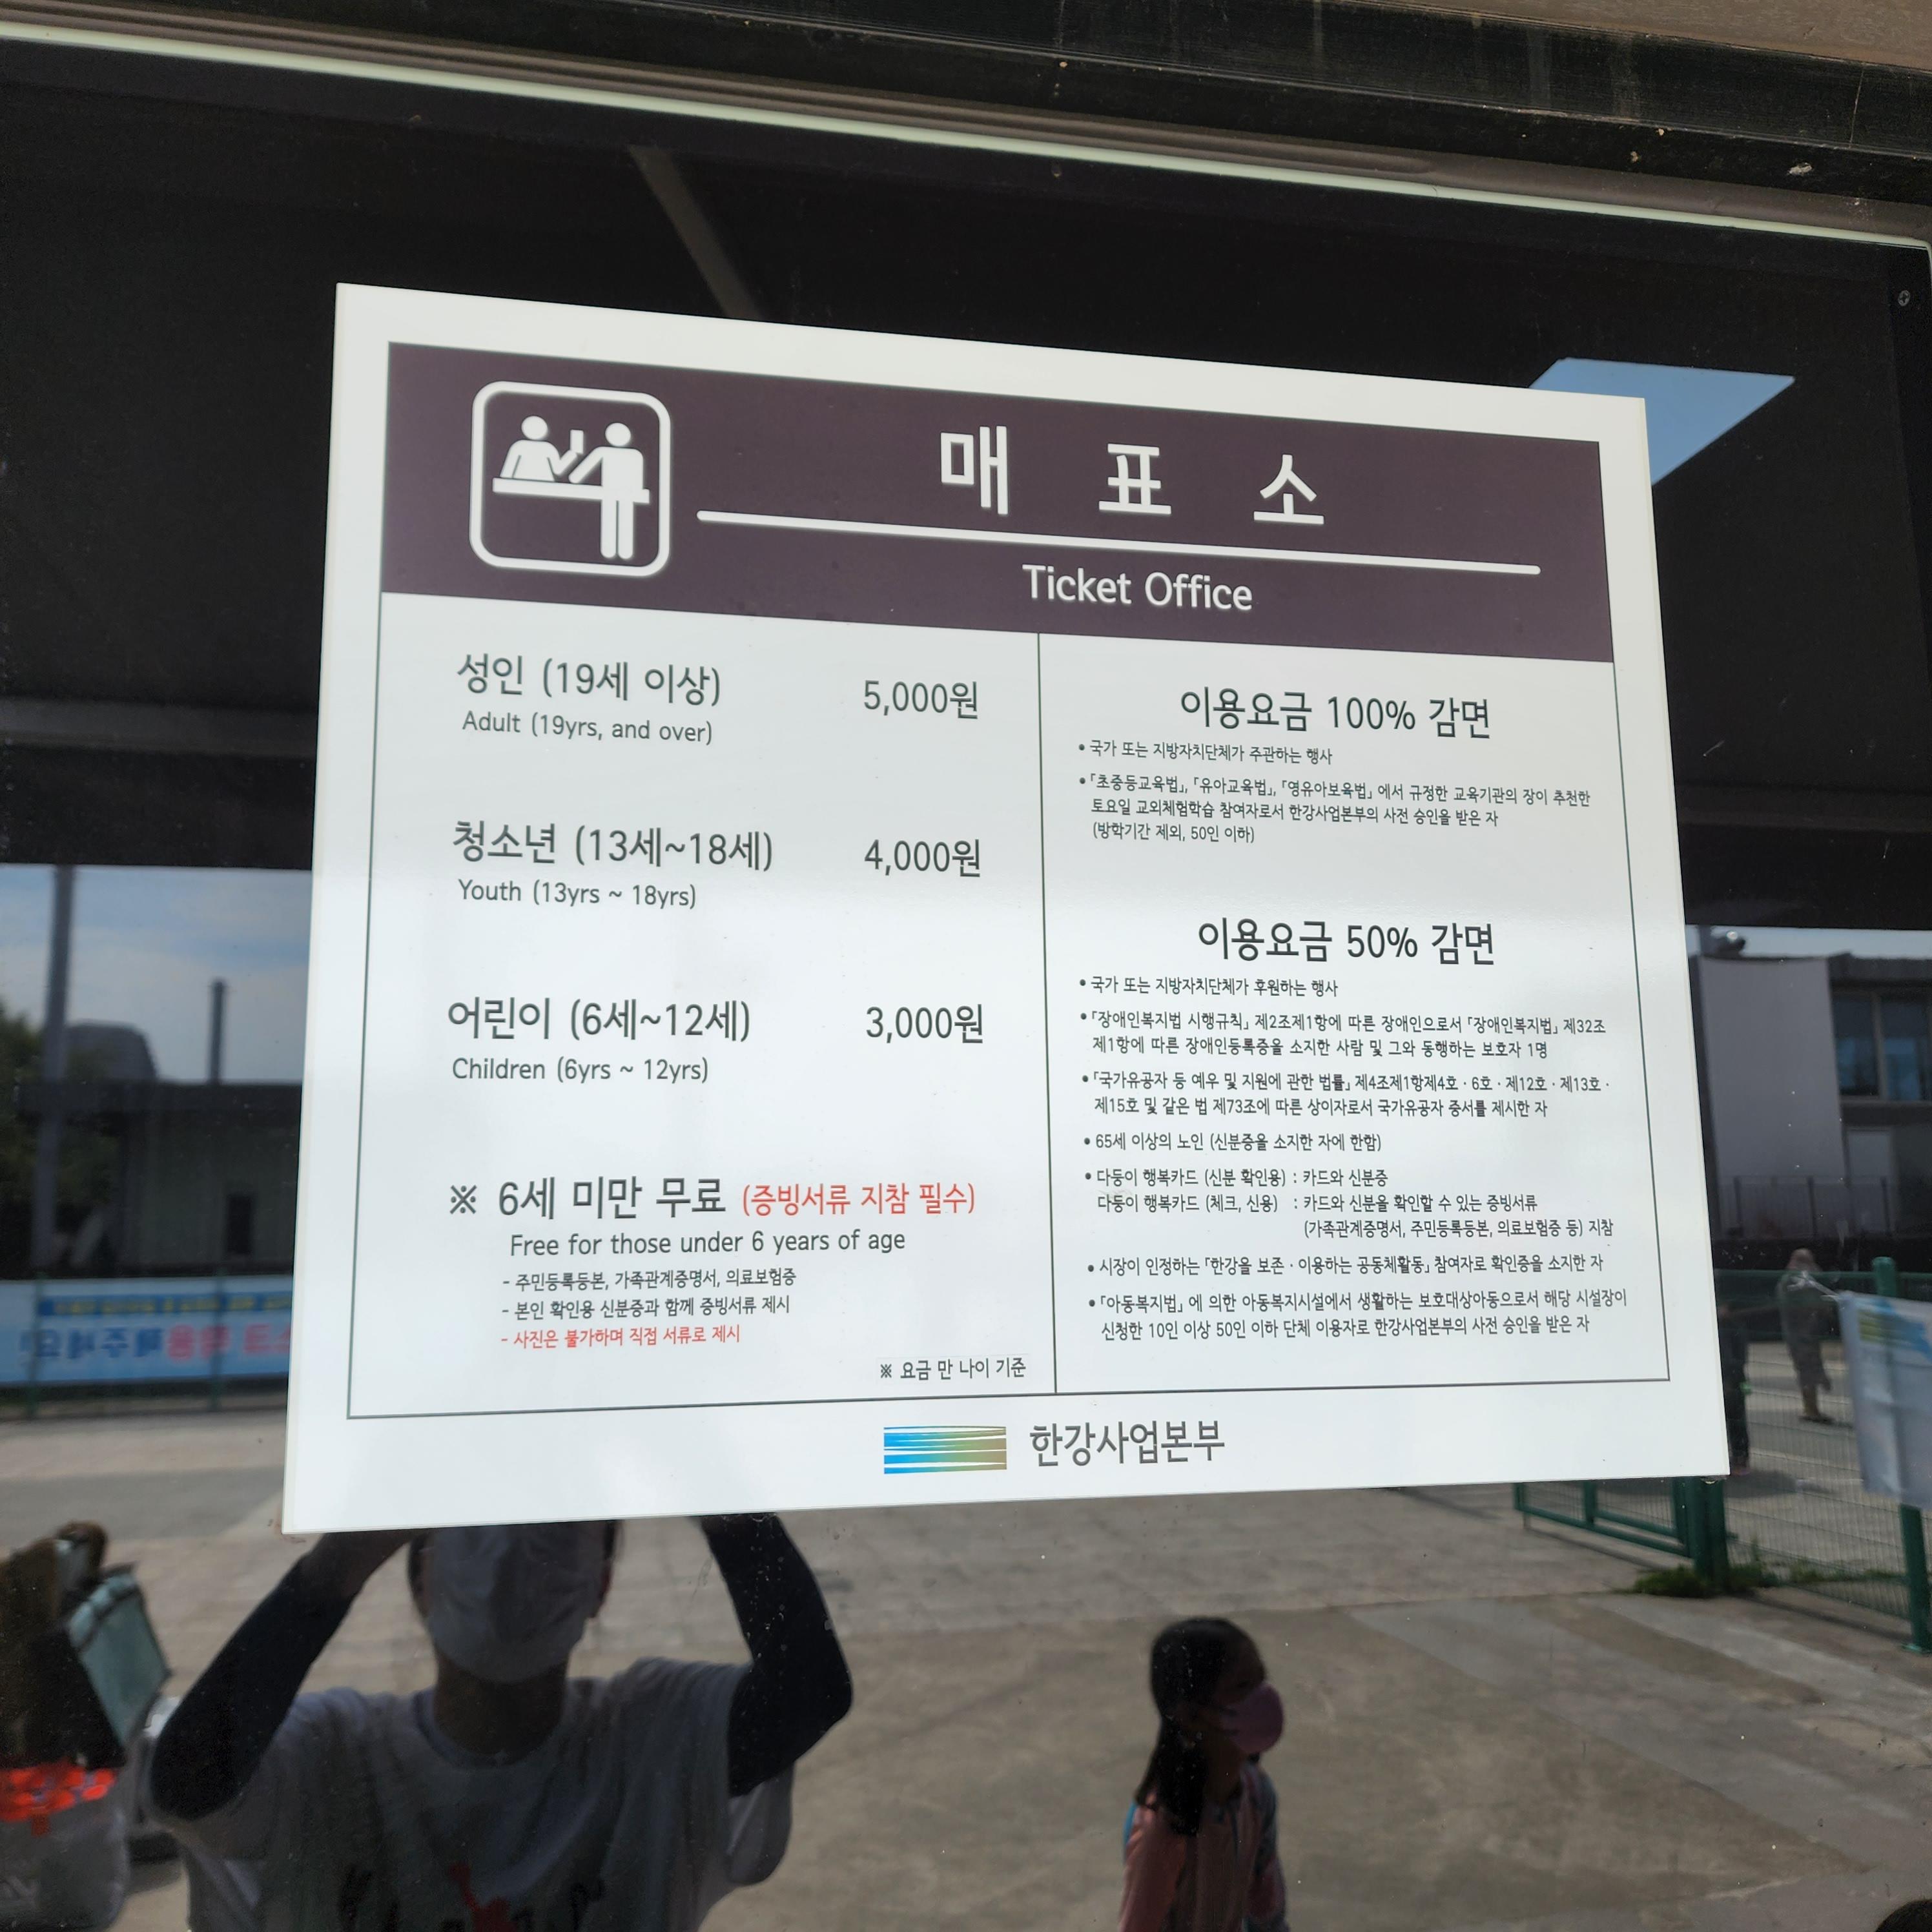 매 표 소
Ticket Office
성인 (19세 이상) 5,000원
Adult (19yrs, and over)
청소년 (13세~18세) 4,000원
Youth (13yrs ~ 18yrs)
어린이 (6세~12세) 3,000원
Children (6yrs ~ 12yrs)
※ 6세 미만 무료 (증빙서류 지참 필수)
Free for those under 6 years of age
- 주민등록등본, 가족관계증명서, 의료보험증
- 본인 확인용 신분증과 함께 증빙서류 제시
- 사진은 불가하며 직접 서류로 제시
※ 요금 만 나이 기준
이용요금 100% 감면
• 국가 또는 지방자치단체가 주관하는 행사
• 「초중등교육법」, 「유아교육법」, 「영유아보육법」 에서 규정한 교육기관의 장이 추천한
토요일 교외체험학습 참여자로서 한강사업본부의 사전 승인을 받은 자
(방학기간 제외, 50인 이하)
이용요금 50% 감면
• 국가 또는 지방자치단체가 후원하는 행사
• 「장애인복지법 시행규칙」 제2조제1항에 따른 장애인으로서 「장애인복지법」 제32조
제1항에 따른 장애인등록증을 소지한 사람 및 그와 동행하는 보호자 1명
• 「국가유공자 등 예우 및 지원에 관한 법률」 제4조제1항제4호 · 6호 · 제12호 · 제13호 ·
제15호 및 같은 법 제73조에 따른 상이자로서 국가유공자 증서를 제시한 자
• 65세 이상의 노인 (신분증을 소지한 자에 한함)
• 다둥이 행복카드 (신분 확인용) : 카드와 신분증
다둥이 행복카드 (체크, 신용) : 카드와 신분을 확인할 수 있는 증빙서류
(가족관계증명서, 주민등록등본, 의료보험증 등) 지참
• 시장이 인정하는 「한강을 보존 · 이용하는 공동체활동」 참여자로 확인증을 소지한 자
• 「아동복지법」 에 의한 아동복지시설에서 생활하는 보호대상아동으로서 해당 시설장이
신청한 10인 이상 50인 이하 단체 이용자로 한강사업본부의 사전 승인을 받은 자
한강사업본부